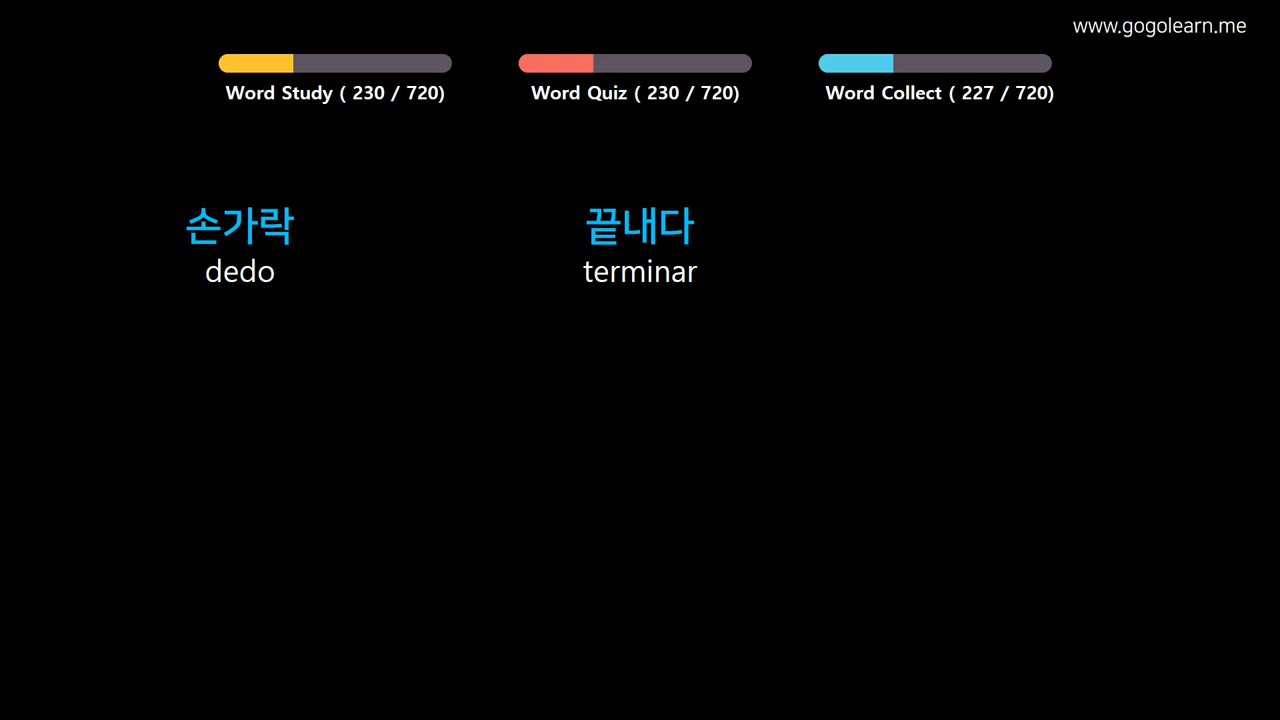 www.gogolearn.me
Word Study ( 230 / 720)
Word Quiz ( 230 / 720)
Word Collect ( 227 / 720)
손가락
dedo
끝내다
terminar